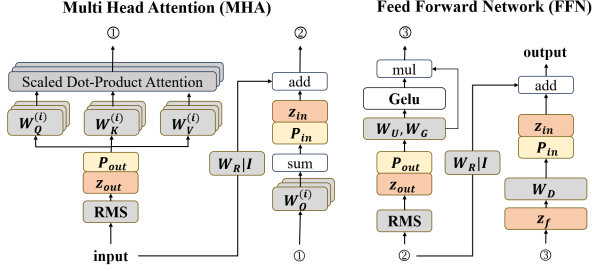 Multi Head Attention (MHA)
①
Scaled Dot-Product Attention
W_Q^{(i)} W_K^{(i)} W_V^{(i)}
P_out
z_out
RMS
input
W_R|I
②
add
z_in
P_in
sum
W_O^{(i)}
①
Feed Forward Network (FFN)
③
mul
Gelu
W_U, W_G
P_out
z_out
RMS
②
W_R|I
output
add
z_in
P_in
W_D
z_f
③